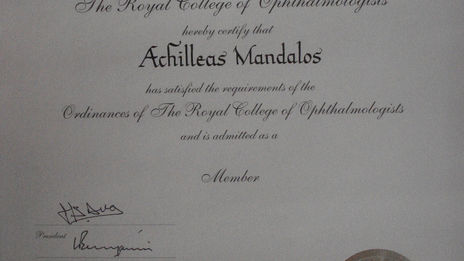 The Royal College of Ophthalmologists
hereby certify that
Achilleas Mandalos
has satisfied the requirements of the
Ordinances of The Royal College of Ophthalmologists
and is admitted as a
Member
President